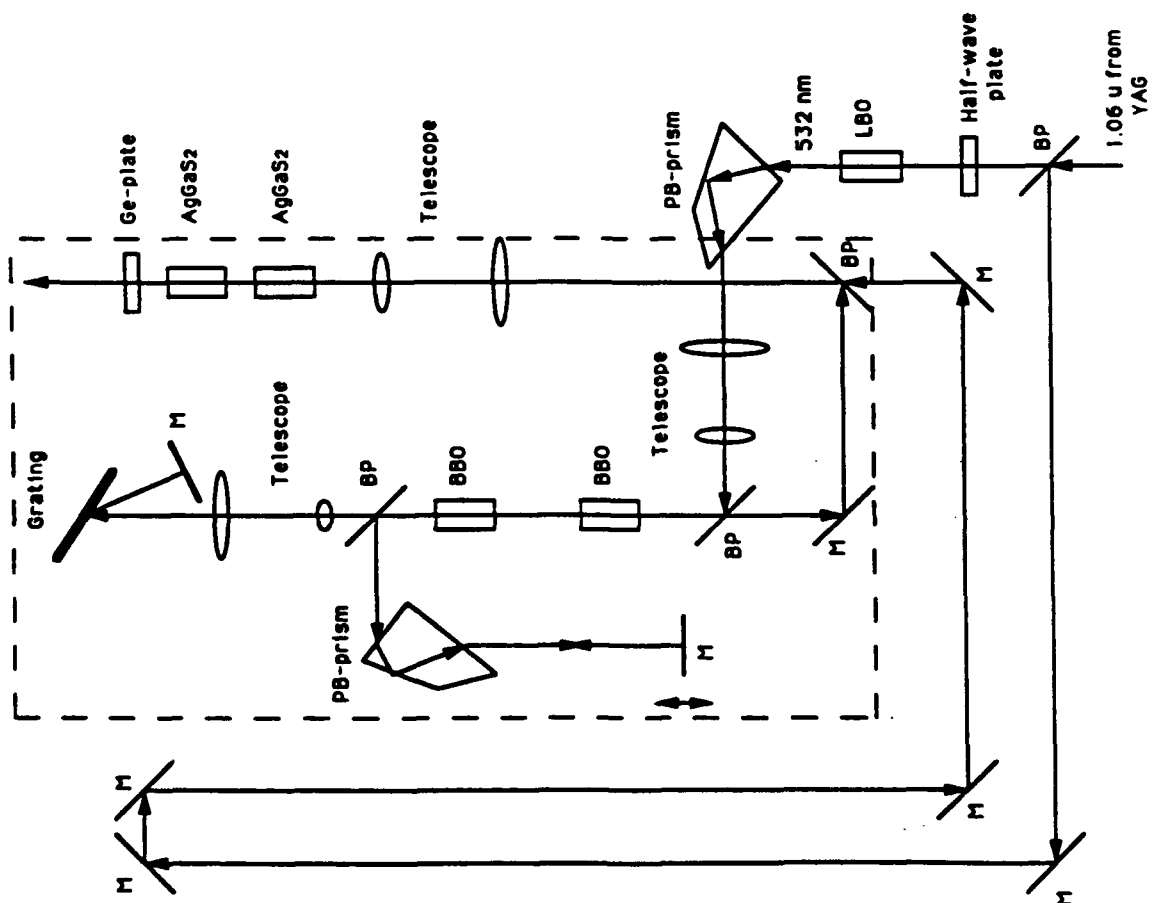 Ge-plate
AgGaS2
AgGaS2
Telescope
PB-prism
532 nm
LBO
Half-wave
plate
BP
1.06 u from
YAG
BP
M
Grating
M
Telescope
BP
BBO
BBO
Telescope
BP
M
PB-prism
M
M
M
M
M